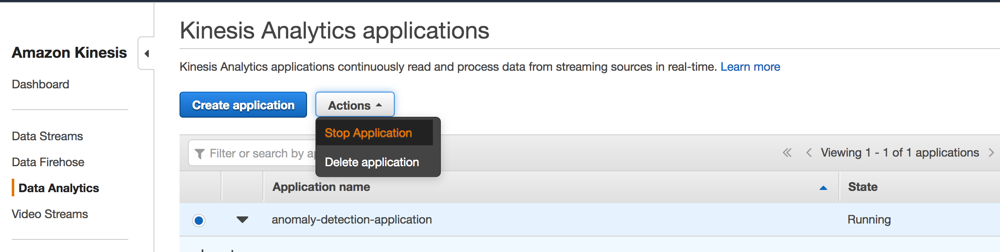 Amazon Kinesis
Dashboard
Data Streams
Data Firehose
Data Analytics
Video Streams
Kinesis Analytics applications
Kinesis Analytics applications continuously read and process data from streaming sources in real-time. Learn more
Create application
Actions
Stop Application
Delete application
Filter or search by
Viewing 1 - 1 of 1 applications
Application name
State
anomaly-detection-application
Running